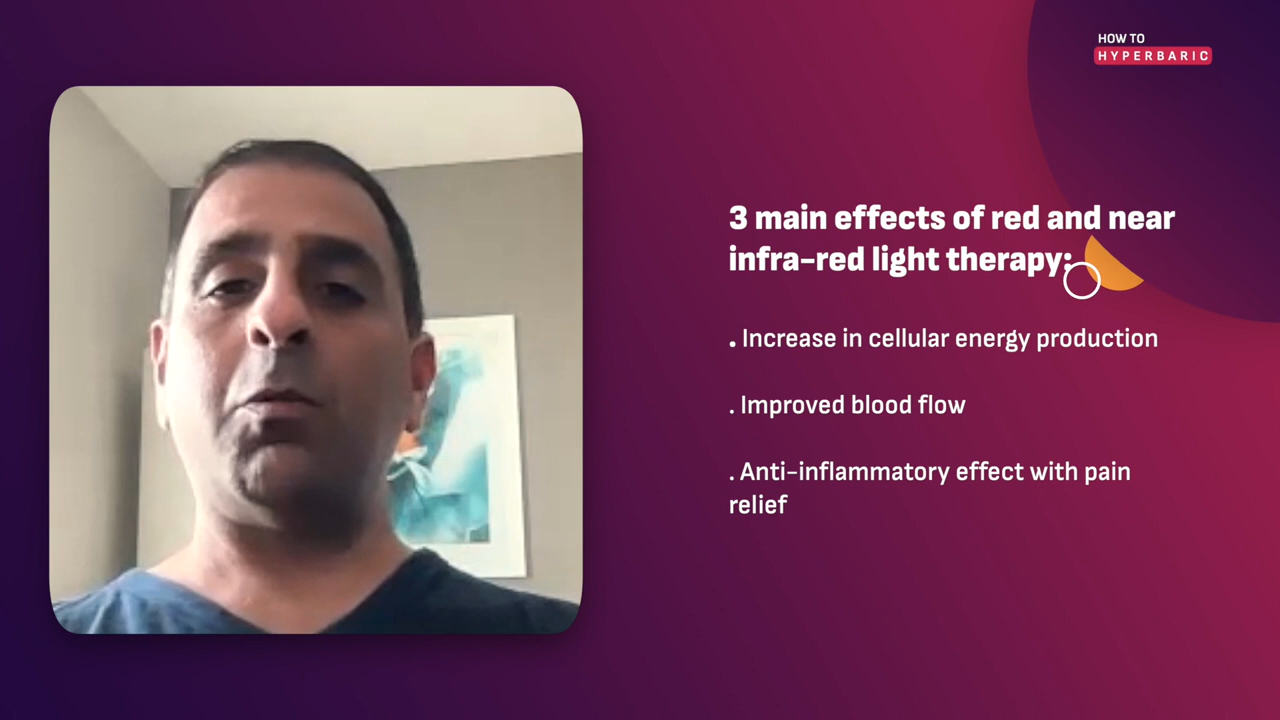 HOW TO
HYPERBARIC
3 main effects of red and near
infra-red light therapy:
. Increase in cellular energy production
. Improved blood flow
. Anti-inflammatory effect with pain
relief